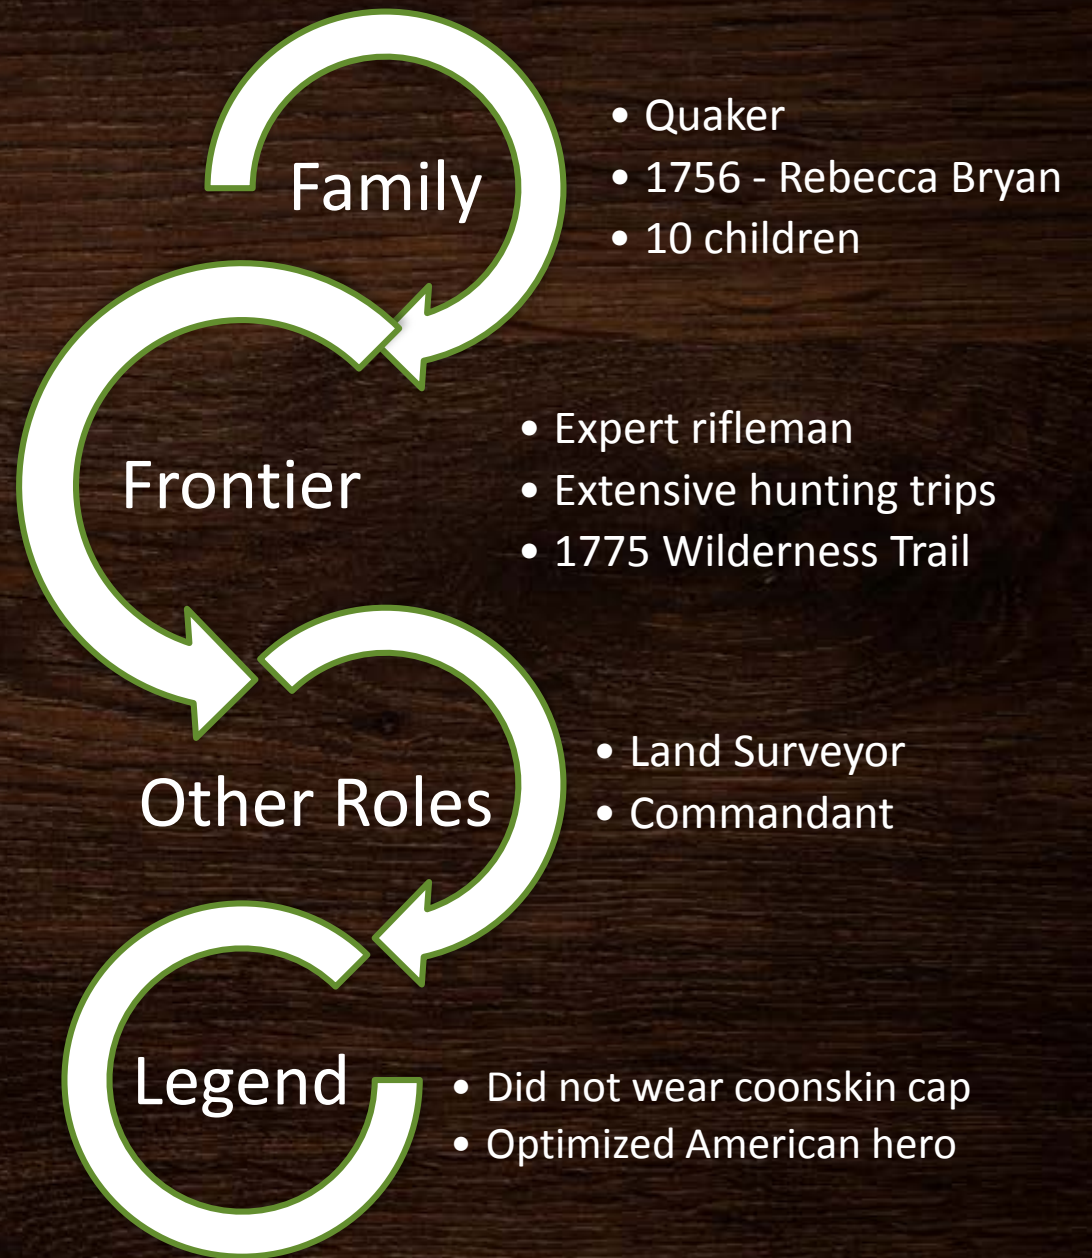 Family
• Quaker
• 1756 - Rebecca Bryan
• 10 children
Frontier
• Expert rifleman
• Extensive hunting trips
• 1775 Wilderness Trail
Other Roles
• Land Surveyor
• Commandant
Legend
• Did not wear coonskin cap
• Optimized American hero